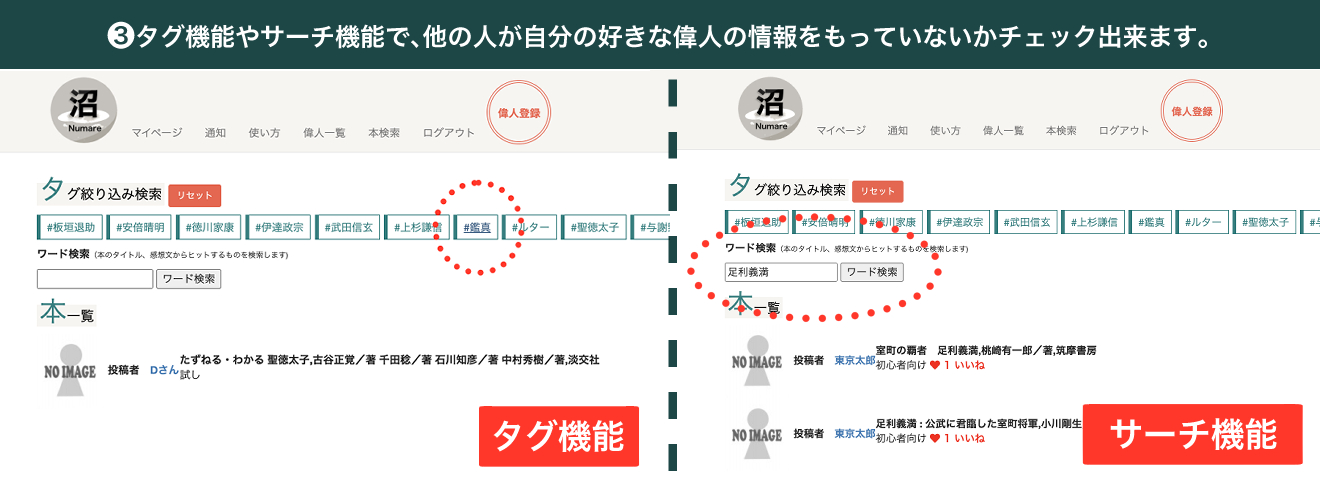 ❸タグ機能やサーチ機能で、他の人が自分の好きな偉人の情報をもっていないかチェック出来ます。
沼
Numare
マイページ 通知 使い方 偉人一覧 本検索 ログアウト 偉人登録
タグ絞り込み検索 リセット
#板垣退助 #安倍晴明 #徳川家康 #伊達政宗 #武田信玄 #上杉謙信 #鑑真 #ルター #聖徳太子 #与謝
ワード検索 (本のタイトル、感想文からヒットするものを検索します)
ワード検索
本一覧
NO IMAGE 投稿者 Dさん たずねる・わかる 聖徳太子,古谷正覚／著 千田稔／著 石川知彦／著 中村秀樹／著,淡交社
試し
タグ機能
沼
Numare
マイページ 通知 使い方 偉人一覧 本検索 ログアウト 偉人登録
タグ絞り込み検索 リセット
#板垣退助 #安倍晴明 #徳川家康 #伊達政宗 #武田信玄 #上杉謙信 #鑑真 #ルター #聖徳太子
ワード検索 (本のタイトル、感想文からヒットするものを検索します)
足利義満 ワード検索
本一覧
NO IMAGE 投稿者 東京太郎 室町の覇者 足利義満,桃崎有一郎／著,筑摩書房
初心者向け ♥ 1 いいね
NO IMAGE 投稿者 東京太郎 足利義満 : 公武に君臨した室町将軍,小川剛生
初心者向け ♥ 1 いいね
サーチ機能